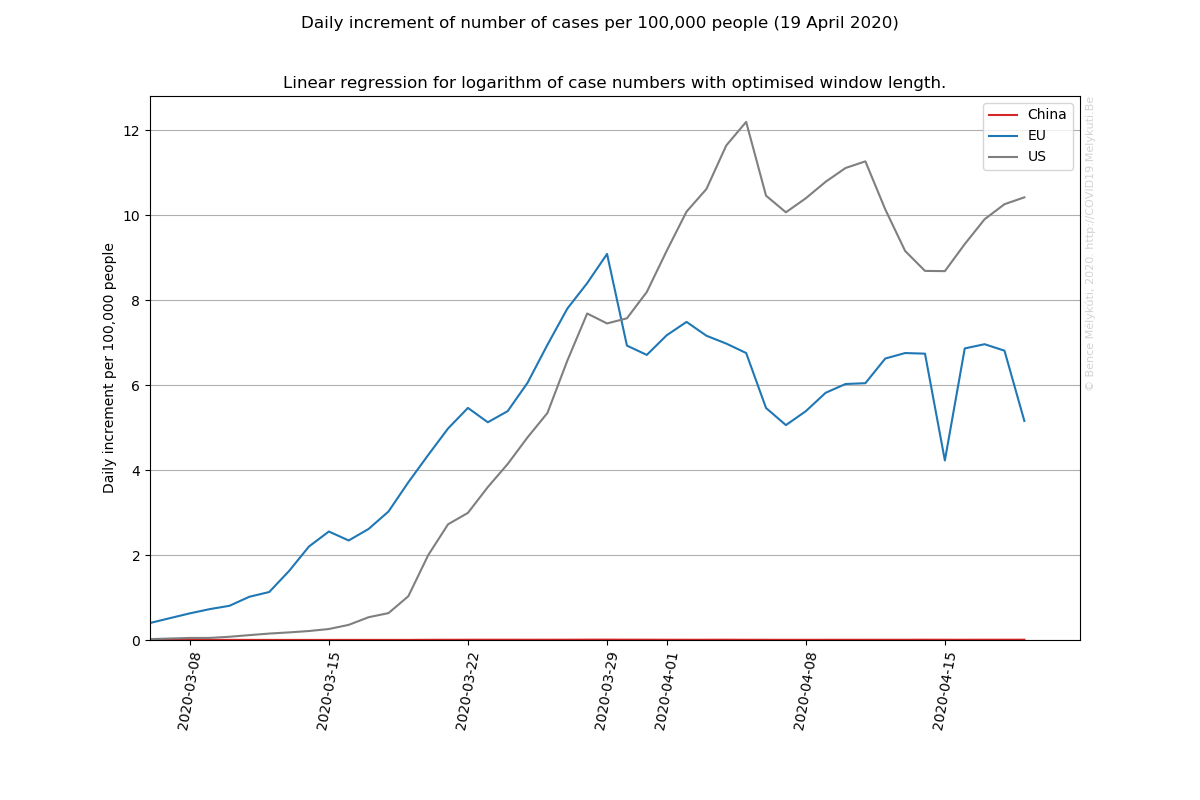 Daily increment of number of cases per 100,000 people (19 April 2020)
Linear regression for logarithm of case numbers with optimised window length.
China
EU
US
Daily increment per 100,000 people
12
10
8
6
4
2
0
2020-03-08
2020-03-15
2020-03-22
2020-03-29
2020-04-01
2020-04-08
2020-04-15
© Bence Mélykúti, 2020. http://COVID19.Melykuti.Be